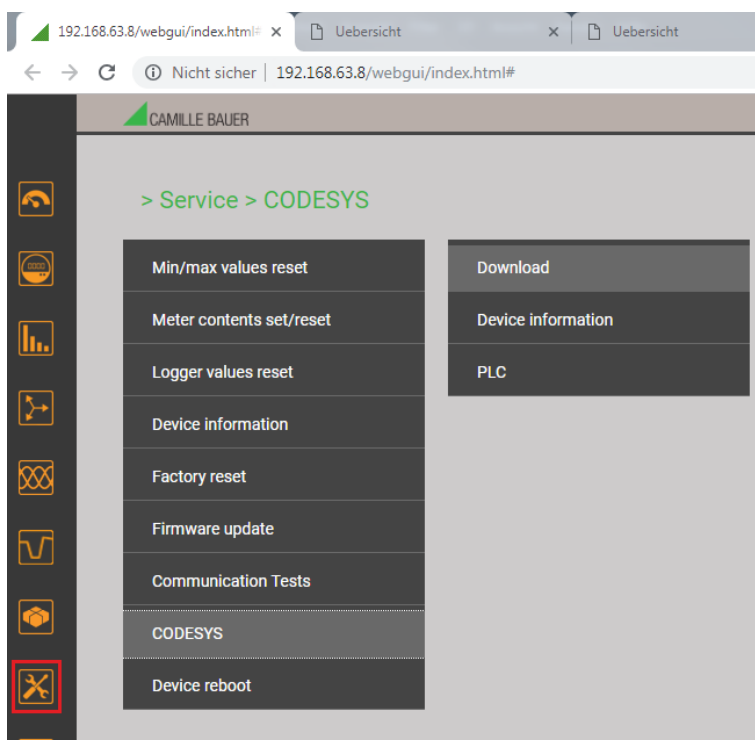 192.168.63.8/webgui/index.html#
Uebersicht
Uebersicht
Nicht sicher | 192.168.63.8/webgui/index.html#
CAMILLE BAUER
> Service > CODESYS
Min/max values reset
Meter contents set/reset
Logger values reset
Device information
Factory reset
Firmware update
Communication Tests
CODESYS
Device reboot
Download
Device information
PLC